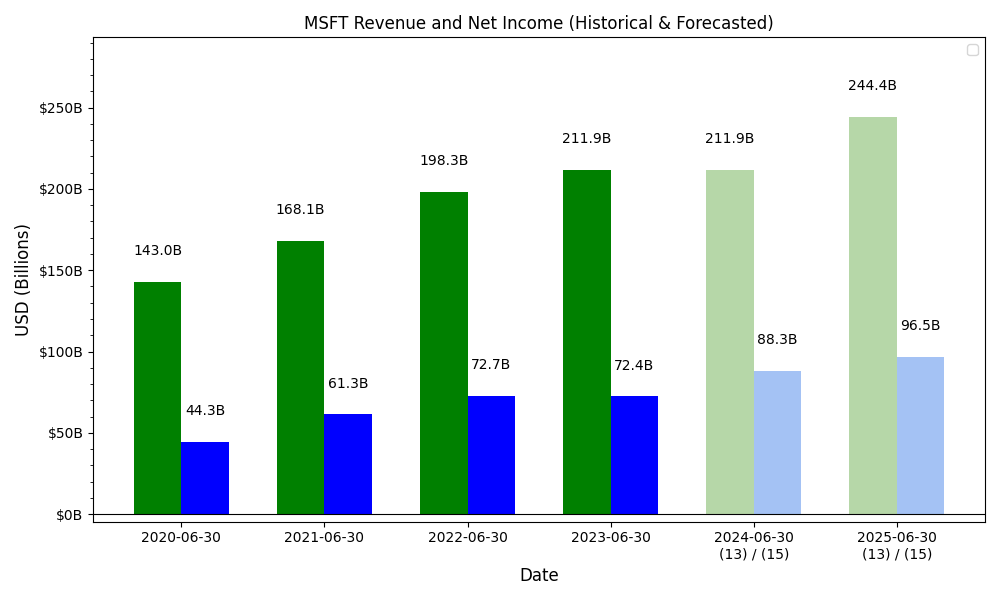 MSFT Revenue and Net Income (Historical & Forecasted)
USD (Billions)
$250B
$200B
$150B
$100B
$50B
$0B
143.0B
44.3B
168.1B
61.3B
198.3B
72.7B
211.9B
72.4B
211.9B
88.3B
244.4B
96.5B
2020-06-30
2021-06-30
2022-06-30
2023-06-30
2024-06-30
(13) / (15)
2025-06-30
(13) / (15)
Date